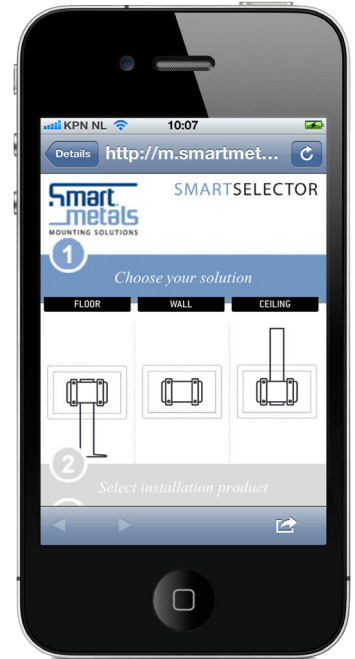 KPN NL 10:07
Details http://m.smartmet...
Smart
metals
MOUNTING SOLUTIONS
SMARTSELECTOR
1
Choose your solution
FLOOR WALL CEILING
2
Select installation product